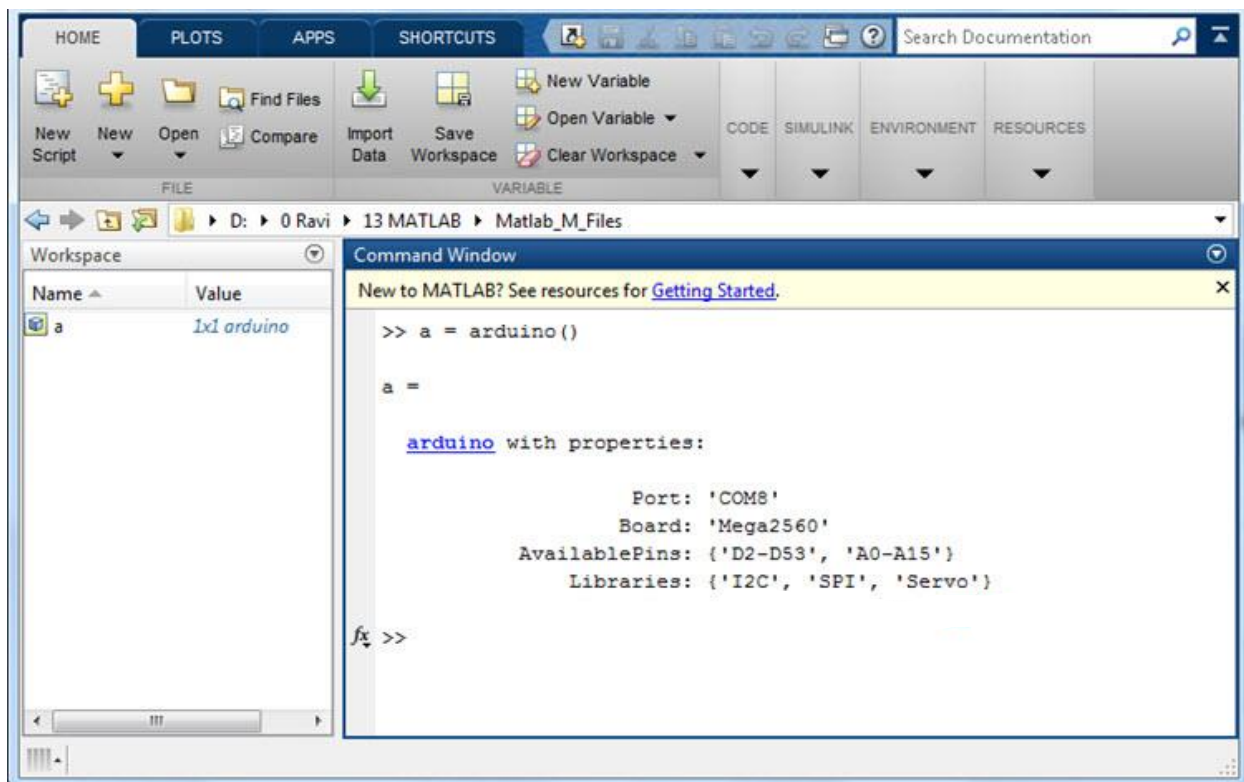 HOME PLOTS APPS SHORTCUTS Search Documentation
New Script
New
Open
Find Files
Compare
Import Data
Save Workspace
New Variable
Open Variable
Clear Workspace
CODE SIMULINK ENVIRONMENT RESOURCES
FILE VARIABLE
D: 0 Ravi 13 MATLAB Matlab_M_Files
Workspace
Name Value
a 1x1 arduino
Command Window
New to MATLAB? See resources for Getting Started.
>> a = arduino()
a =
arduino with properties:
Port: 'COM8'
Board: 'Mega2560'
AvailablePins: {'D2-D53', 'A0-A15'}
Libraries: {'I2C', 'SPI', 'Servo'}
fx >>